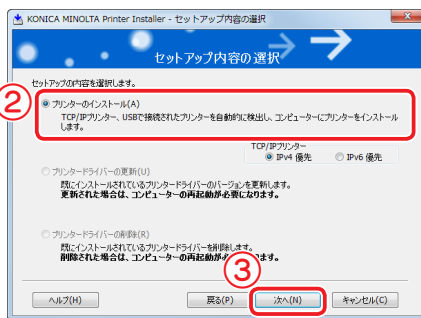 KONICA MINOLTA Printer Installer - セットアップ内容の選択
セットアップ内容の選択
セットアップの内容を選択します。
②
プリンターのインストール(A)
TCP/IPプリンター、USBで接続されたプリンターを自動的に検出し、コンピューターにプリンターをインストール
します。
TCP/IPプリンター
IPv4 優先
IPv6 優先
プリンタードライバーの更新(U)
既にインストールされているプリンタードライバーのバージョンを更新します。
更新された場合は、コンピューターの再起動が必要になります。
プリンタードライバーの削除(R)
既にインストールされているプリンタードライバーを削除します。
削除された場合は、コンピューターの再起動が必要になります。
③
ヘルプ(H)
戻る(P)
次へ(N)
キャンセル(C)